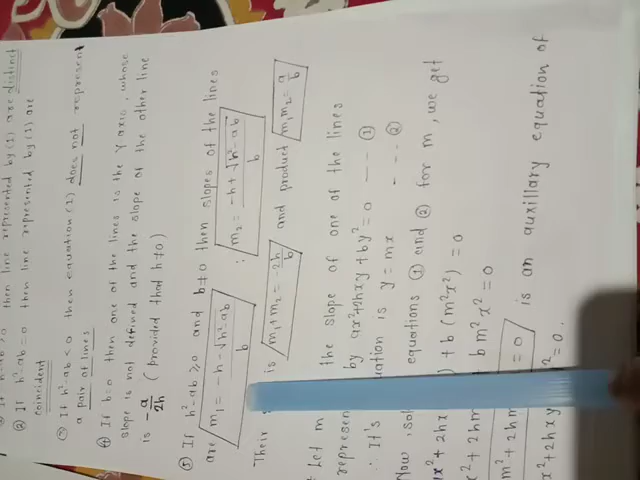 then line represented by (1) are distinct
② If h²-ab = 0 then line represented by (1) are
coincident
③ If h²-ab < 0 then equation (1) does not represent
a pair of lines
④ If b=0 then one of the lines is the Y axis, whose
slope is not defined and the slope of the other line
is -a/2h (provided that h≠0)
⑤ If h²-ab ≥ 0 and b≠0 then slopes of the lines
are m₁ = -h-√h²-ab/b ; m₂ = -h+√h²-ab/b
Their is m₁+m₂ = -2h/b and product m₁m₂ = a/b
Let m the slope of one of the lines
represen by ax²+2hxy+by²=0 --- ①
∴ It's uation is y = mx --- ②
Now, sol equations ① and ② for m, we get
x²+2hx ) + b(m²x²) = 0
x²+2hm bm²x² = 0
m²+2hm = 0 is an auxillary equation of
x²+2hxy ² = 0.